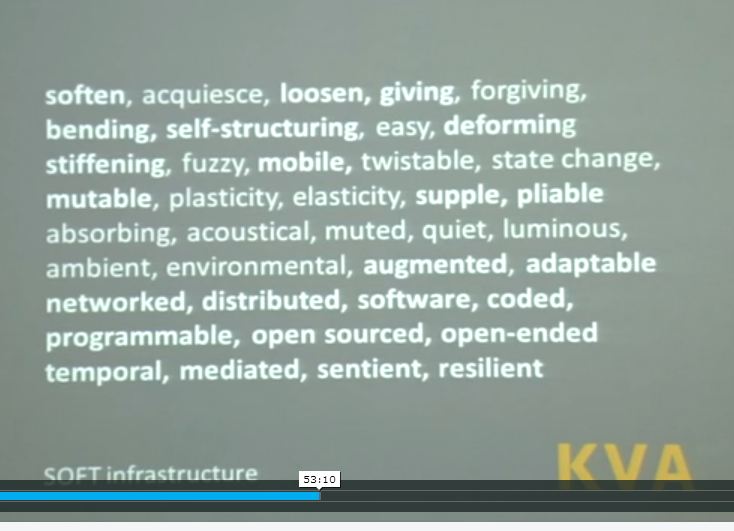 soften, acquiesce, loosen, giving, forgiving,
bending, self-structuring, easy, deforming
stiffening, fuzzy, mobile, twistable, state change,
mutable, plasticity, elasticity, supple, pliable
absorbing, acoustical, muted, quiet, luminous,
ambient, environmental, augmented, adaptable
networked, distributed, software, coded,
programmable, open sourced, open-ended
temporal, mediated, sentient, resilient
SOFT infrastructure
KVA
53:10